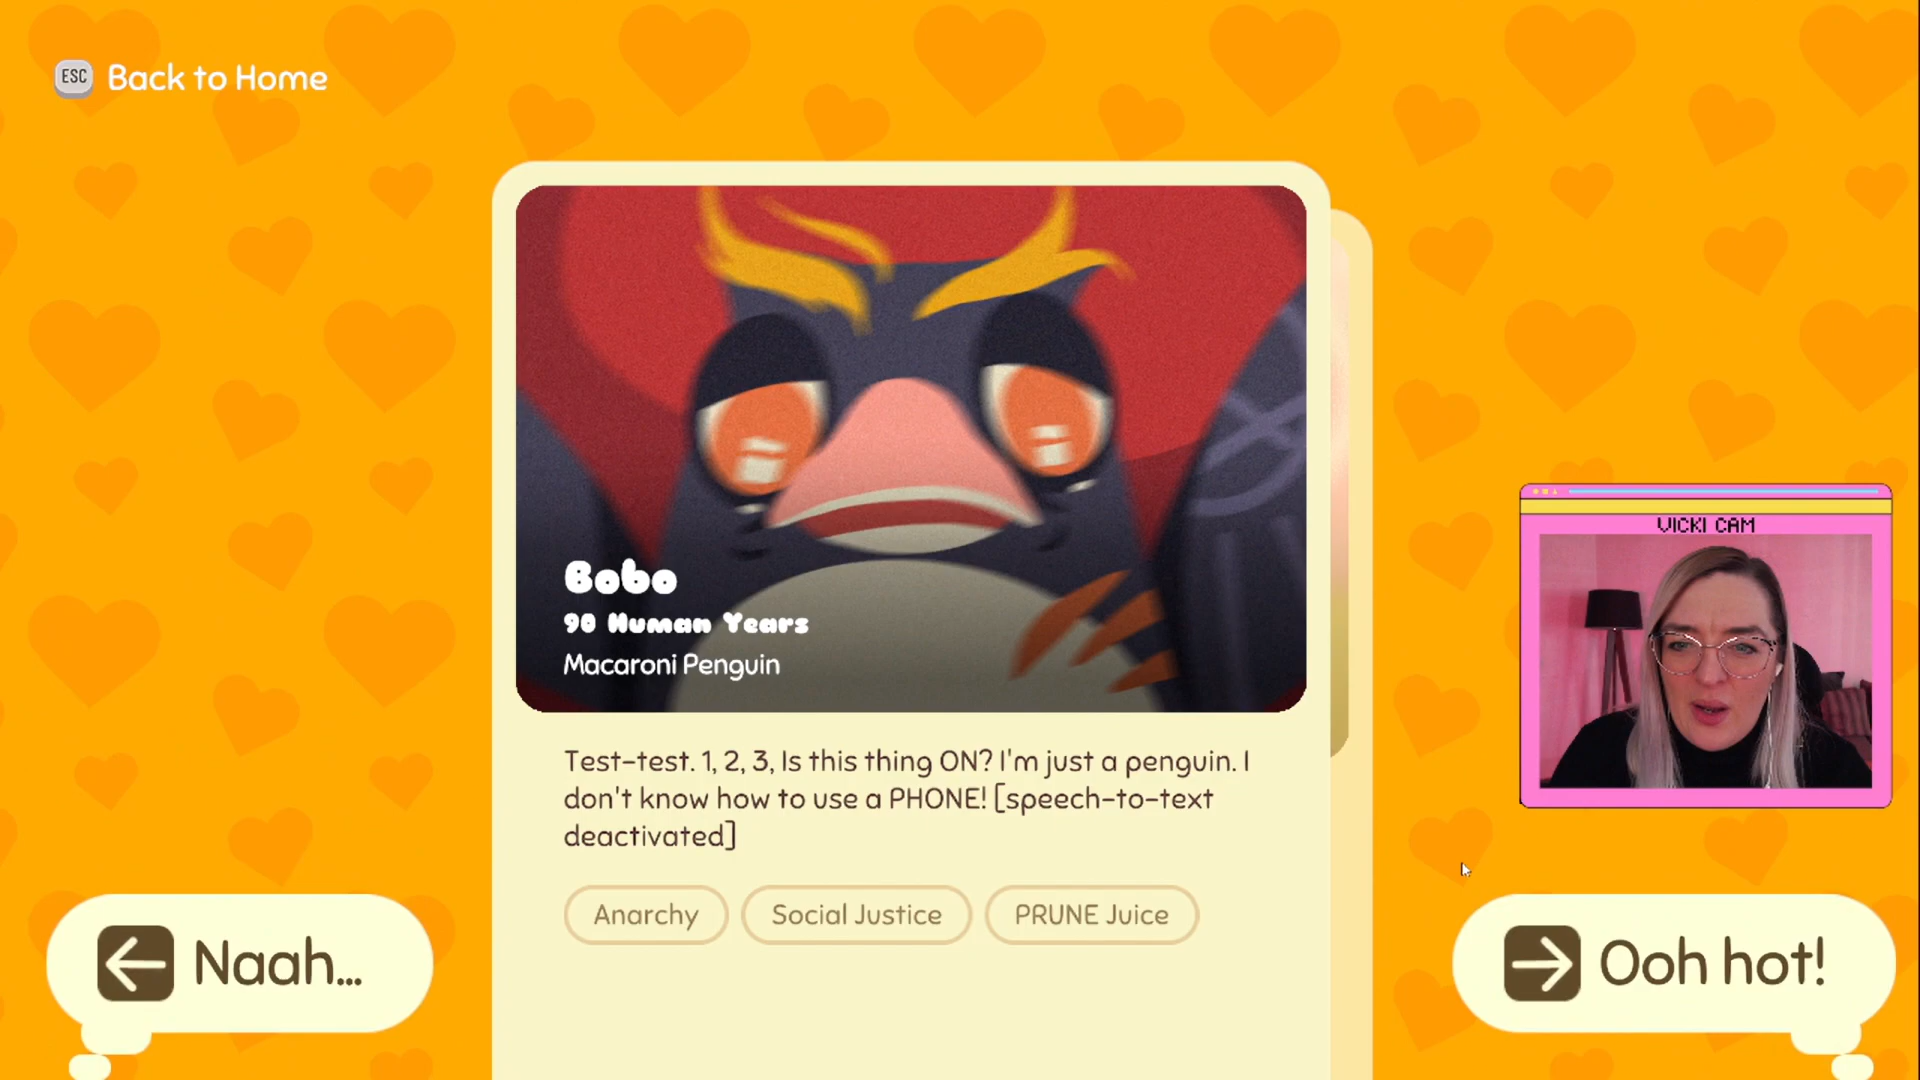 ESC Back to Home
VICKI CAM
Bobo
90 Human Years
Macaroni Penguin
Test-test. 1, 2, 3, Is this thing ON? I'm just a penguin. I
don't know how to use a PHONE! [speech-to-text
deactivated]
Anarchy
Social Justice
PRUNE Juice
Naah...
Ooh hot!